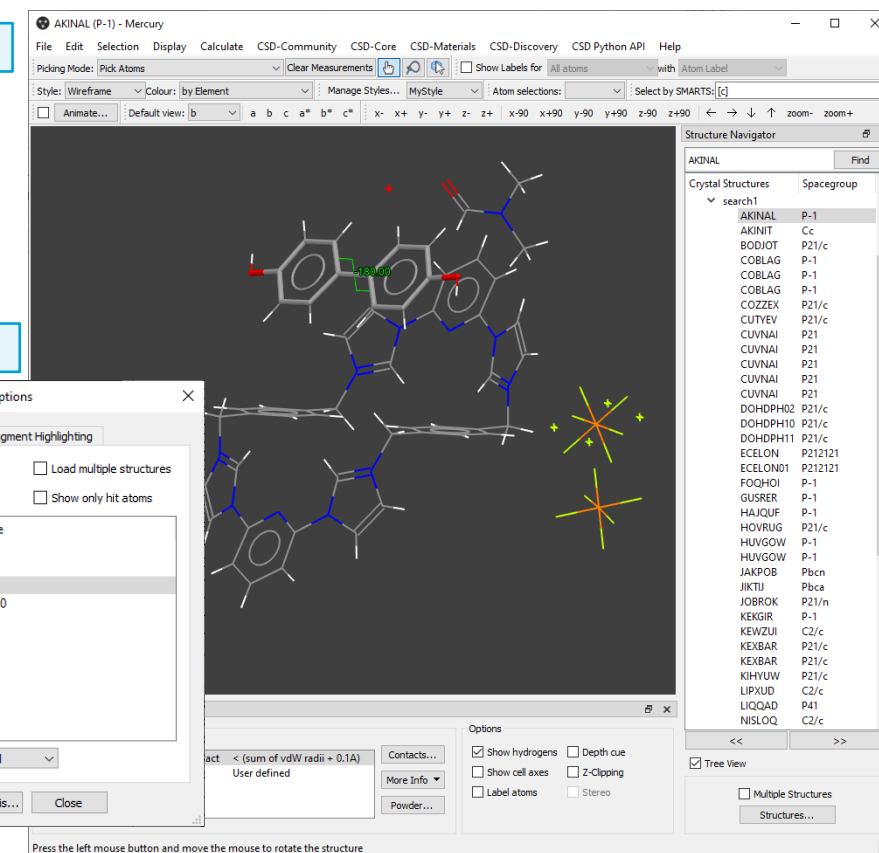 AKINAL (P-1) - Mercury
File Edit Selection Display Calculate CSD-Community CSD-Core CSD-Materials CSD-Discovery CSD Python API Help
Picking Mode: Pick Atoms Clear Measurements Show Labels for All atoms with Atom Label
Style: Wireframe Colour: by Element Manage Styles... MyStyle Atom selections: Select by SMARTS: [c]
Animate... Default view: b a b c a* b* c* x- x+ y- y+ z- z+ x-90 x+90 y-90 y+90 z-90 z+90 ← → ↓ ↑ zoom- zoom+
Structure Navigator
AKINAL Find
Crystal Structures Spacegroup
search1
AKINAL P-1
AKINIT Cc
BODJOT P21/c
COBLAG P-1
COBLAG P-1
COBLAG P-1
COZZEX P21/c
CUTYEV P21/c
CUVNAI P21
CUVNAI P21
CUVNAI P21
CUVNAI P21
CUVNAI P21
DOHDPH02 P21/c
DOHDPH10 P21/c
DOHDPH11 P21/c
ECELON P212121
ECELON01 P212121
FOQHOI P-1
GUSRER P-1
HAJQUF P-1
HOVRUG P21/c
HUVGOW P-1
HUVGOW P-1
JAKPOB Pbcn
JIKTIJ Pbca
JOBROK P21/n
KEKGIR P-1
KEWZUI C2/c
KEXBAR P21/c
KEXBAR P21/c
KIHYUW P21/c
LIPXUD C2/c
LIQQAD P41
NISLOQ C2/c
<< >>
Tree View
Multiple Structures
Structures...
-180.00
ptions
gment Highlighting
Load multiple structures
Show only hit atoms
e
0
is... Close
act < (sum of vdW radii + 0.1A)
User defined
Contacts...
More Info
Powder...
Options
Show hydrogens Depth cue
Show cell axes Z-Clipping
Label atoms Stereo
Press the left mouse button and move the mouse to rotate the structure